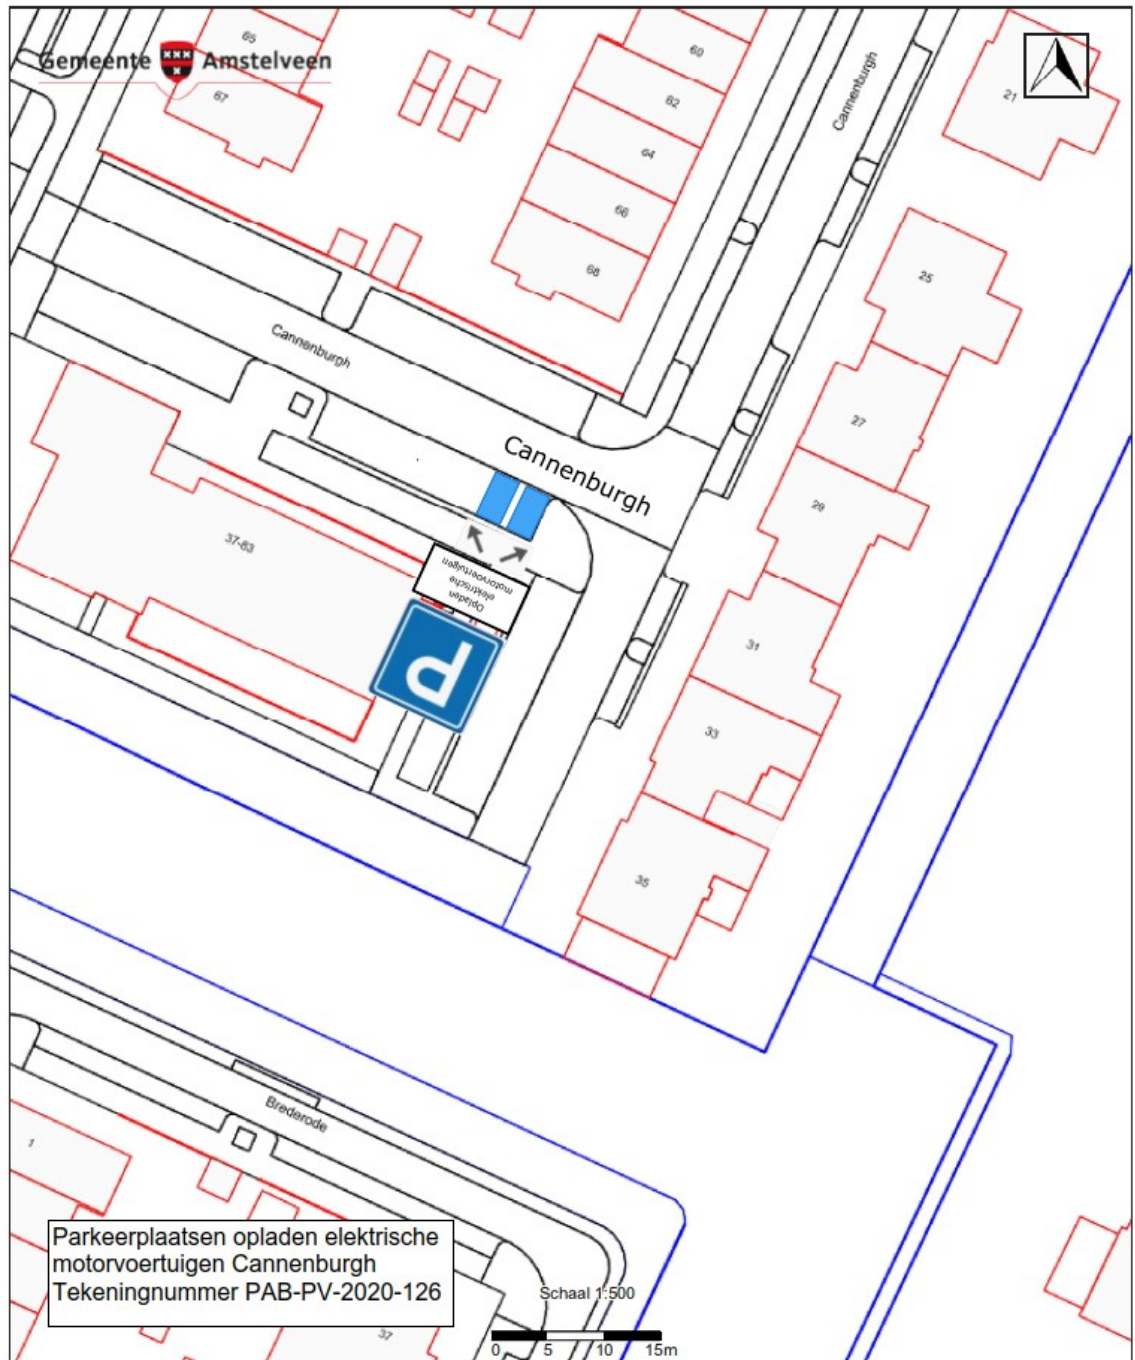 Gemeente Amstelveen
65
67
60
62
64
66
68
Cannenburgh
21
25
Cannenburgh
27
Cannenburgh
29
37-83
Opladen
elektrische
motorvoertuigen
P
31
33
35
Brederode
1
Parkeerplaatsen opladen elektrische
motorvoertuigen Cannenburgh
Tekeningnummer PAB-PV-2020-126
37
Schaal 1:500
0 5 10 15m